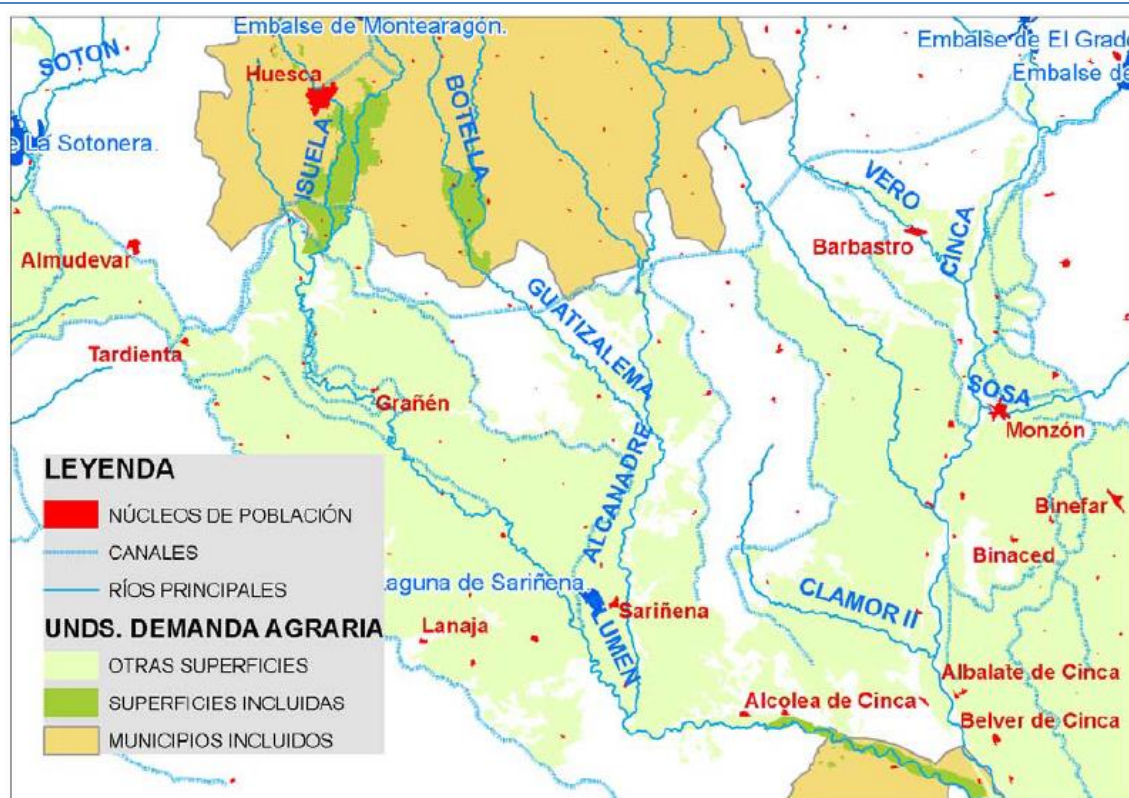 Embalse de Montearagón.
SOTON
Embalse de El Grado
Huesca
Embalse de
BOTELLA
ISUELA
La Sotonera.
VERO
CINCA
Barbastro
Almudevar
GUATIZALEMA
Tardienta
SOSA
Grañén
Monzón
ALCANADRE
LEYENDA
NÚCLEOS DE POBLACIÓN
CANALES
RÍOS PRINCIPALES
UNDS. DEMANDA AGRARIA
OTRAS SUPERFICIES
SUPERFICIES INCLUIDAS
MUNICIPIOS INCLUIDOS
Binefar
Binaced
Laguna de Sariñena.
Sariñena
CLAMOR II
Lanaja
LUMEN
Albalate de Cinca
Alcolea de Cinca
Belver de Cinca